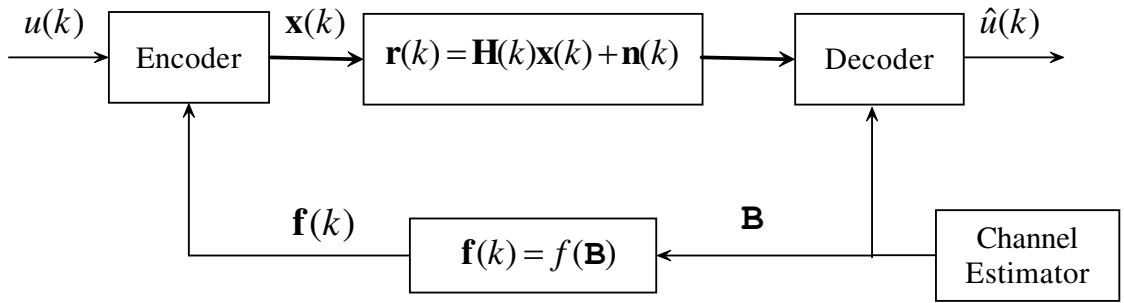 u(k)
Encoder
x(k)
r(k) = H(k)x(k) + n(k)
Decoder
û(k)
f(k)
f(k) = f(B)
B
Channel
Estimator